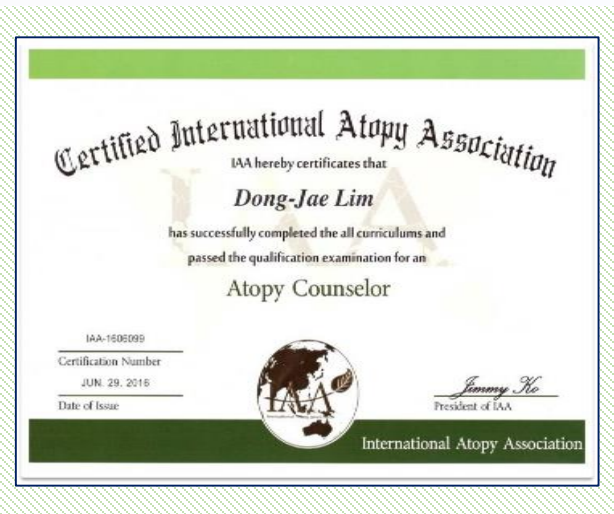 Certified International Atopy Association
IAA hereby certificates that
Dong-Jae Lim
has successfully completed the all curriculums and
passed the qualification examination for an
Atopy Counselor
IAA-1606099
Certification Number
JUN. 29. 2016
Date of Issue
IAA
Jimmy Ko
President of IAA
International Atopy Association